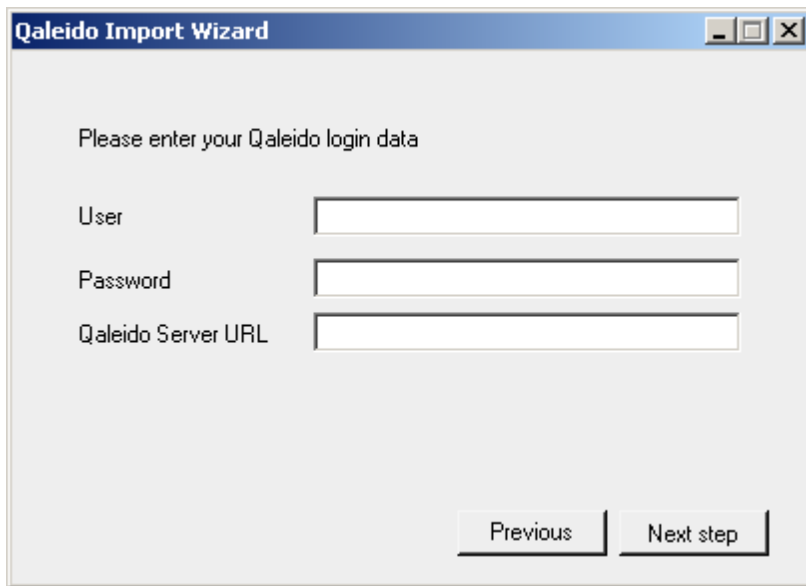 Qaleido Import Wizard
Please enter your Qaleido login data
User
Password
Qaleido Server URL
Previous Next step